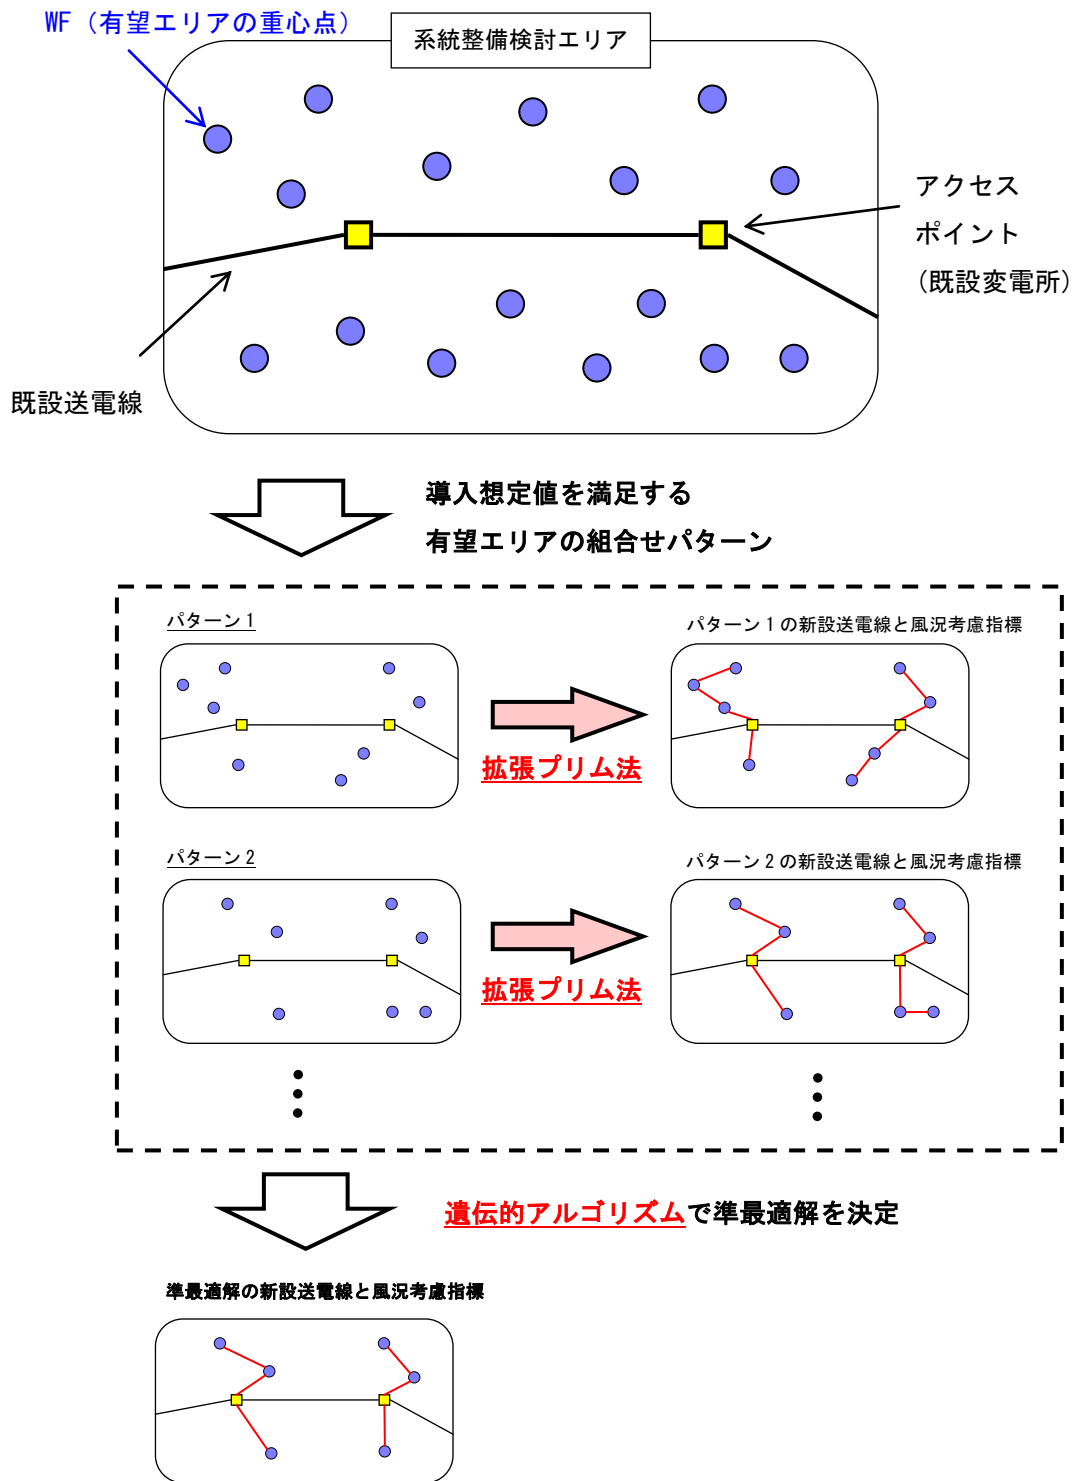 WF（有望エリアの重心点）
系統整備検討エリア
アクセス
ポイント
（既設変電所）
既設送電線
導入想定値を満足する
有望エリアの組合せパターン
パターン1
パターン1の新設送電線と風況考慮指標
拡張プリム法
パターン2
パターン2の新設送電線と風況考慮指標
拡張プリム法
遺伝的アルゴリズムで準最適解を決定
準最適解の新設送電線と風況考慮指標